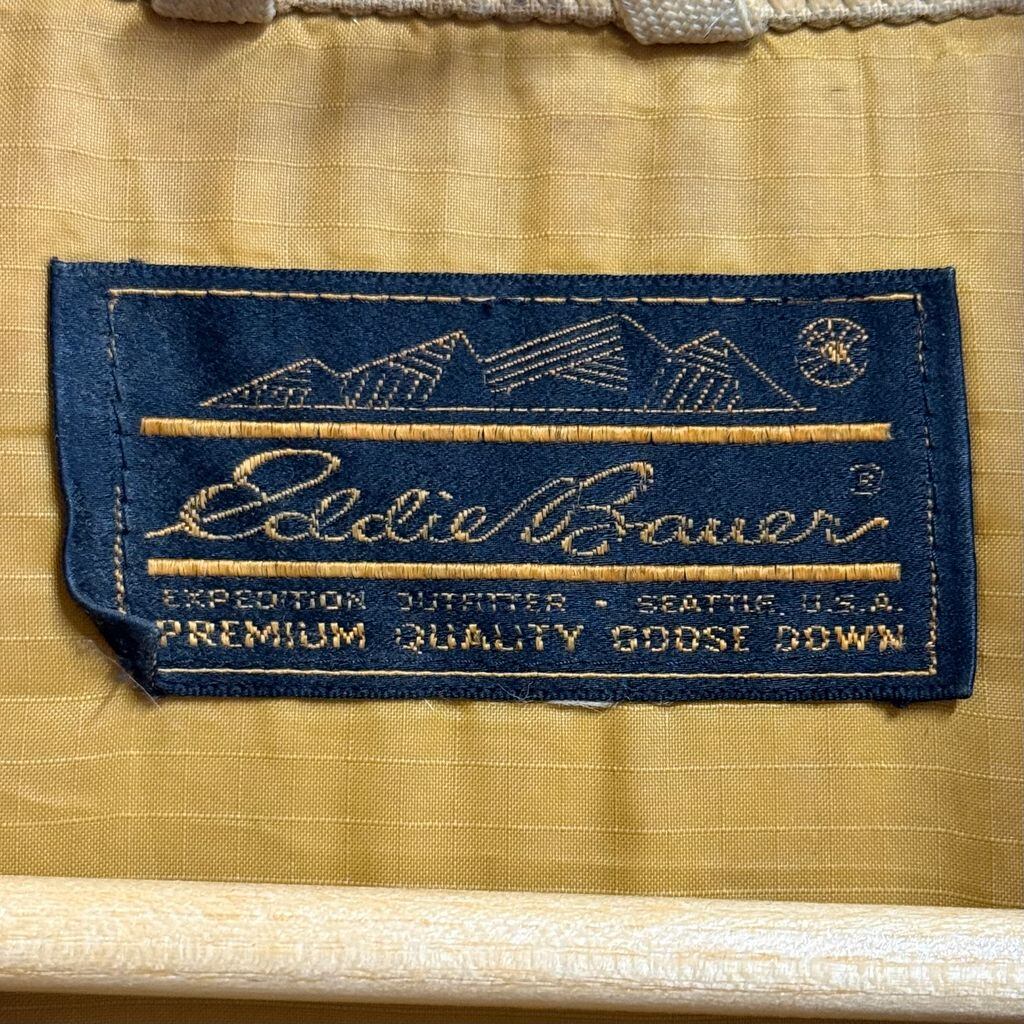 Eddie Bauer
EXPEDITION OUTFITTER - SEATTLE, U.S.A.
PREMIUM QUALITY GOOSE DOWN